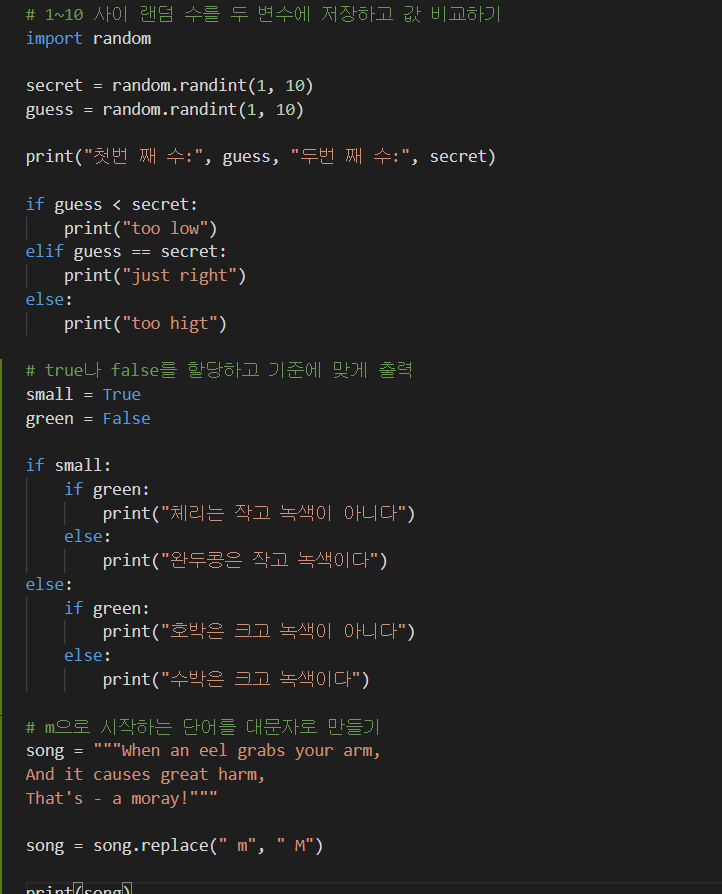 # 1~10 사이 랜덤 수를 두 변수에 저장하고 값 비교하기
import random
secret = random.randint(1, 10)
guess = random.randint(1, 10)
print("첫번 째 수:", guess, "두번 째 수:", secret)
if guess < secret:
    print("too low")
elif guess == secret:
    print("just right")
else:
    print("too higt")
# true나 false를 할당하고 기준에 맞게 출력
small = True
green = False
if small:
    if green:
        print("체리는 작고 녹색이 아니다")
    else:
        print("완두콩은 작고 녹색이다")
else:
    if green:
        print("호박은 크고 녹색이 아니다")
    else:
        print("수박은 크고 녹색이다")
# m으로 시작하는 단어를 대문자로 만들기
song = """When an eel grabs your arm,
And it causes great harm,
That's - a moray!"""
song = song.replace(" m", " M")
print(song)